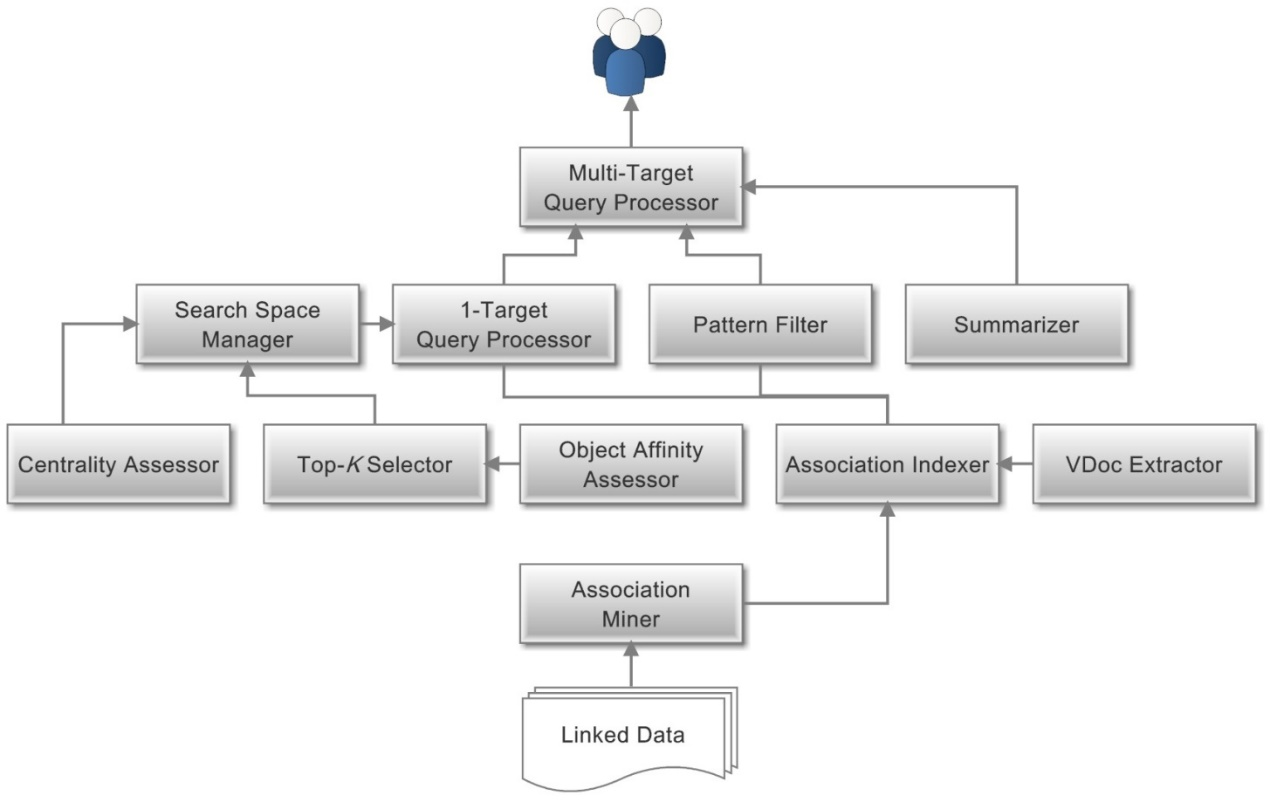 Multi-Target
Query Processor
Search Space
Manager
1-Target
Query Processor
Pattern Filter
Summarizer
Centrality Assessor
Top-K Selector
Object Affinity
Assessor
Association Indexer
VDoc Extractor
Association
Miner
Linked Data